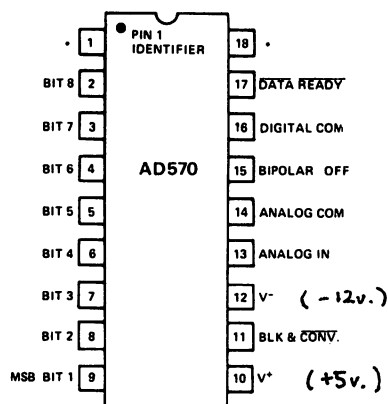 1 PIN 1 IDENTIFIER 18
BIT 8 2 17 DATA READY
BIT 7 3 16 DIGITAL COM
BIT 6 4 AD570 15 BIPOLAR OFF
BIT 5 5 14 ANALOG COM
BIT 4 6 13 ANALOG IN
BIT 3 7 12 V- (-12v.)
BIT 2 8 11 BLK & CONV.
MSB BIT 1 9 10 V+ (+5v.)